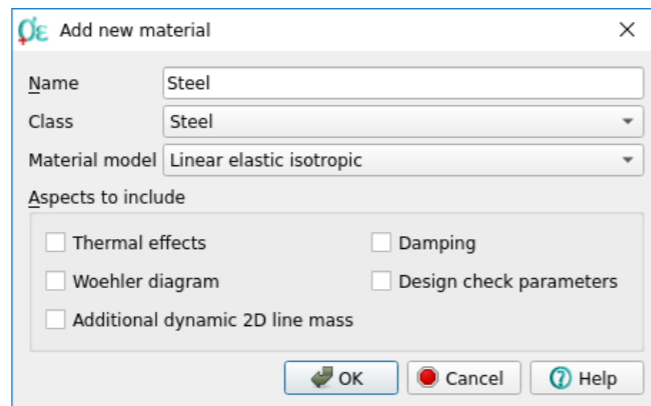 Add new material
Name Steel
Class Steel
Material model Linear elastic isotropic
Aspects to include
Thermal effects Damping
Woehler diagram Design check parameters
Additional dynamic 2D line mass
OK Cancel Help